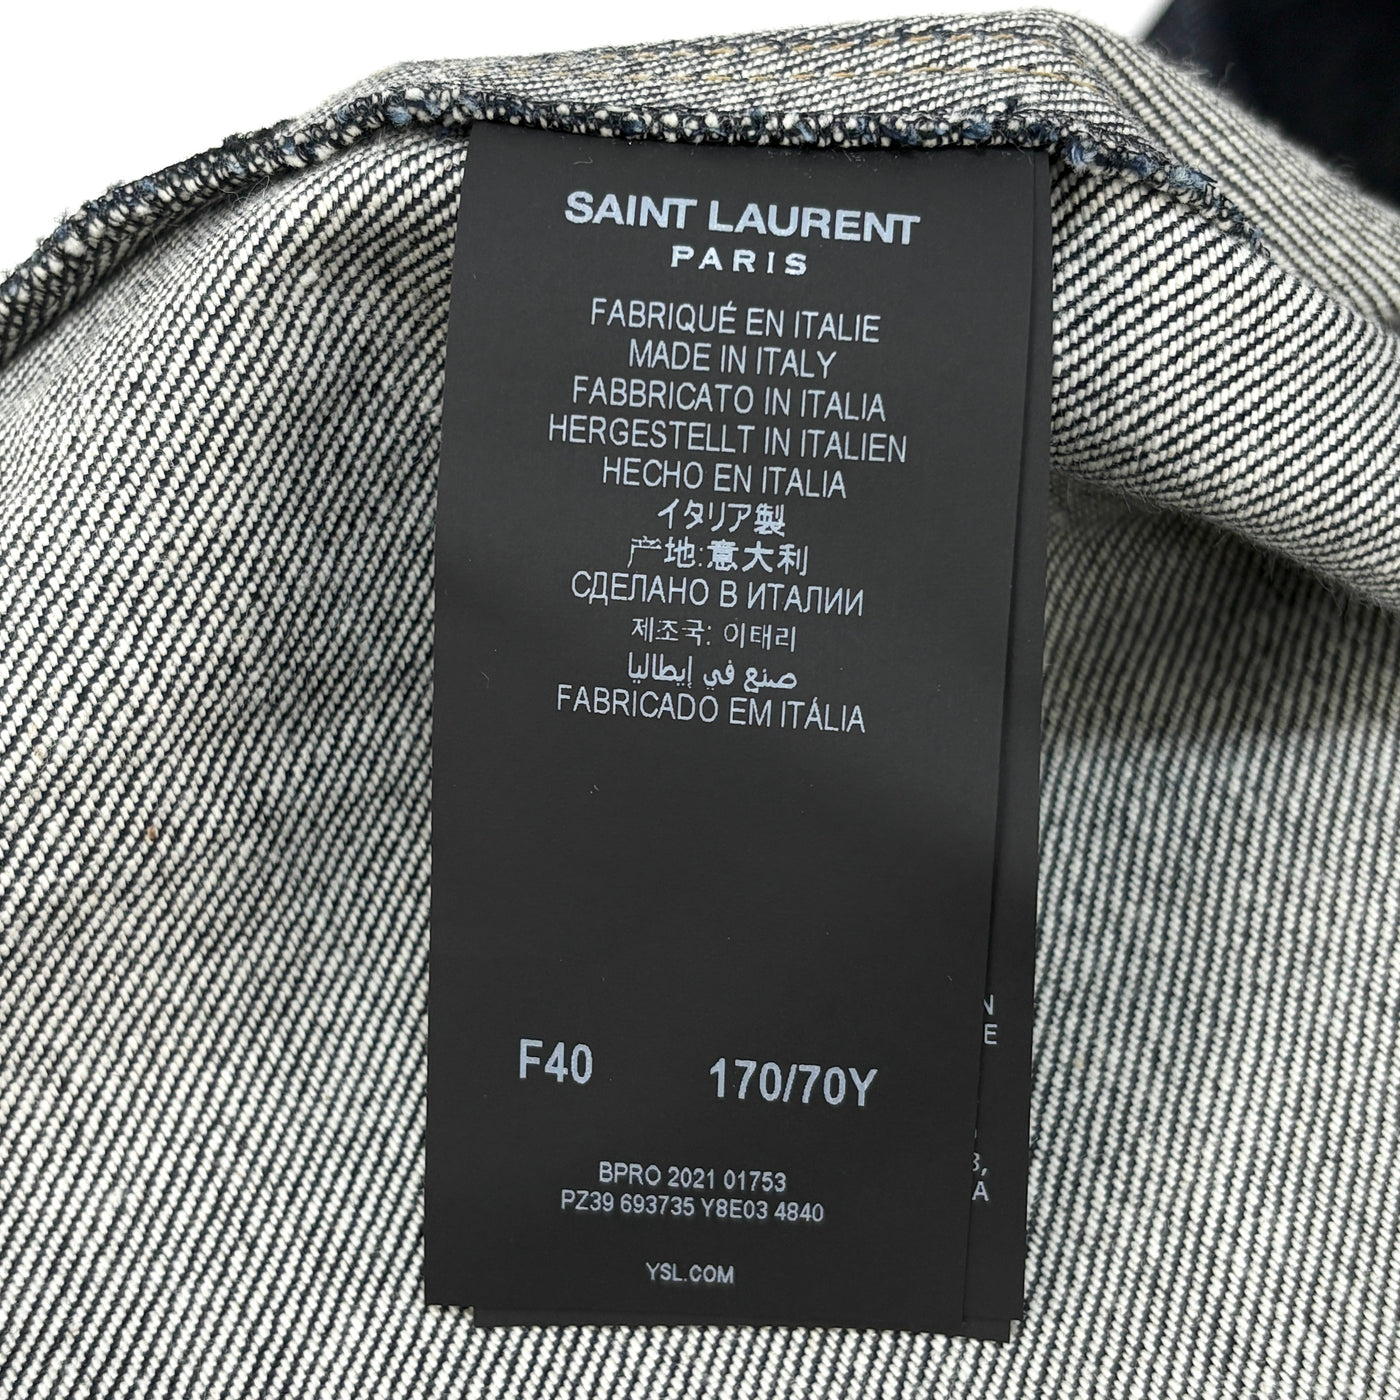 SAINT LAURENT
PARIS
FABRIQUÉ EN ITALIE
MADE IN ITALY
FABBRICATO IN ITALIA
HERGESTELLT IN ITALIEN
HECHO EN ITALIA
イタリア製
产地:意大利
СДЕЛАНО В ИТАЛИИ
제조국: 이태리
صنع في إيطاليا
FABRICADO EM ITÁLIA
F40 170/70Y
BPRO 2021 01753
PZ39 693735 Y8E03 4840
YSL.COM